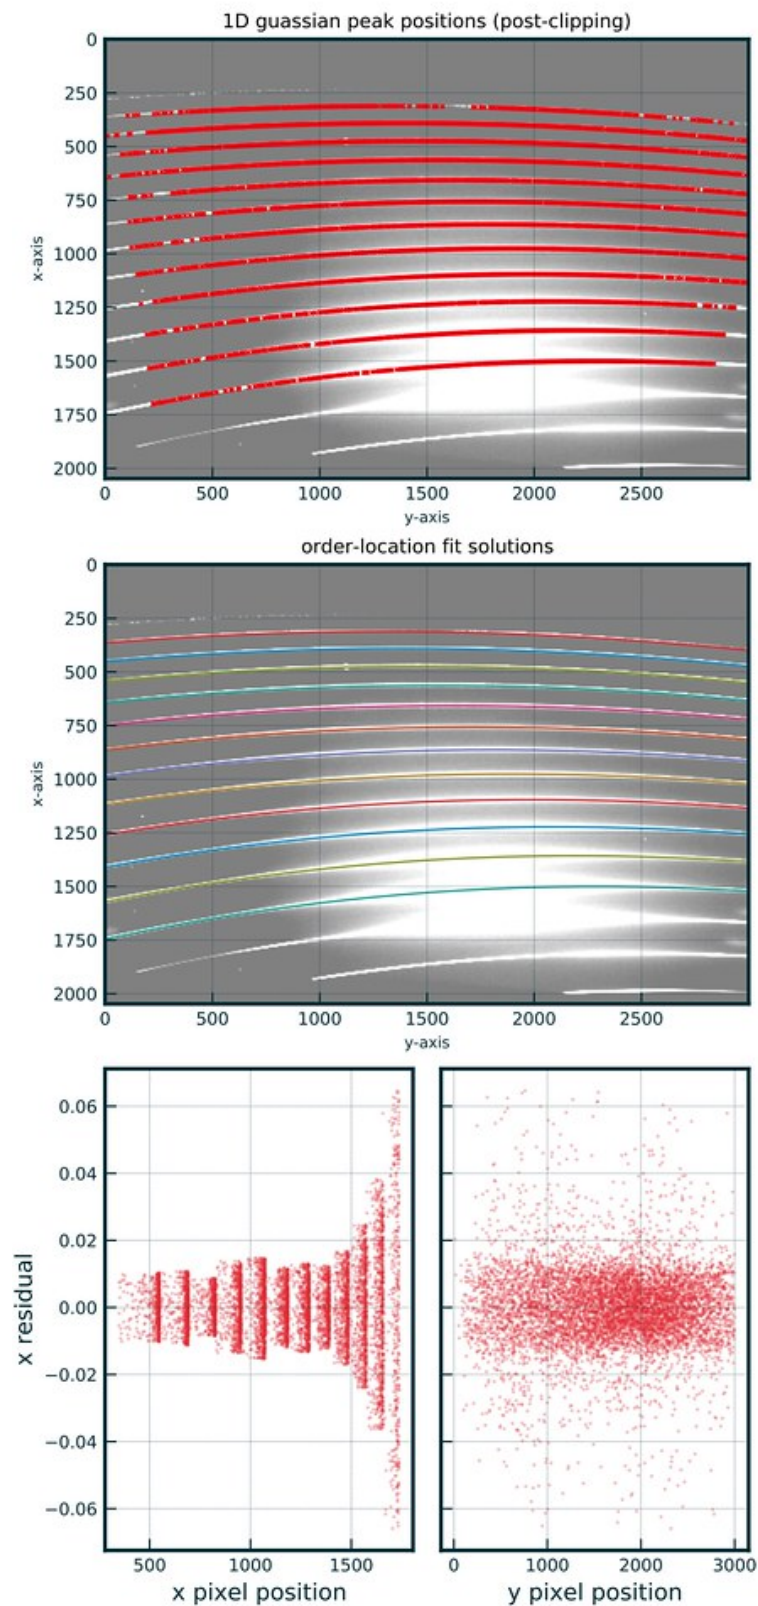 1D guassian peak positions (post-clipping)
0
250
500
750
1000
1250
1500
1750
2000
x-axis
0 500 1000 1500 2000 2500
y-axis
order-location fit solutions
0
250
500
750
1000
1250
1500
1750
2000
x-axis
0 500 1000 1500 2000 2500
y-axis
0.06
0.04
0.02
0.00
−0.02
−0.04
−0.06
x residual
500 1000 1500 0 1000 2000 3000
x pixel position y pixel position